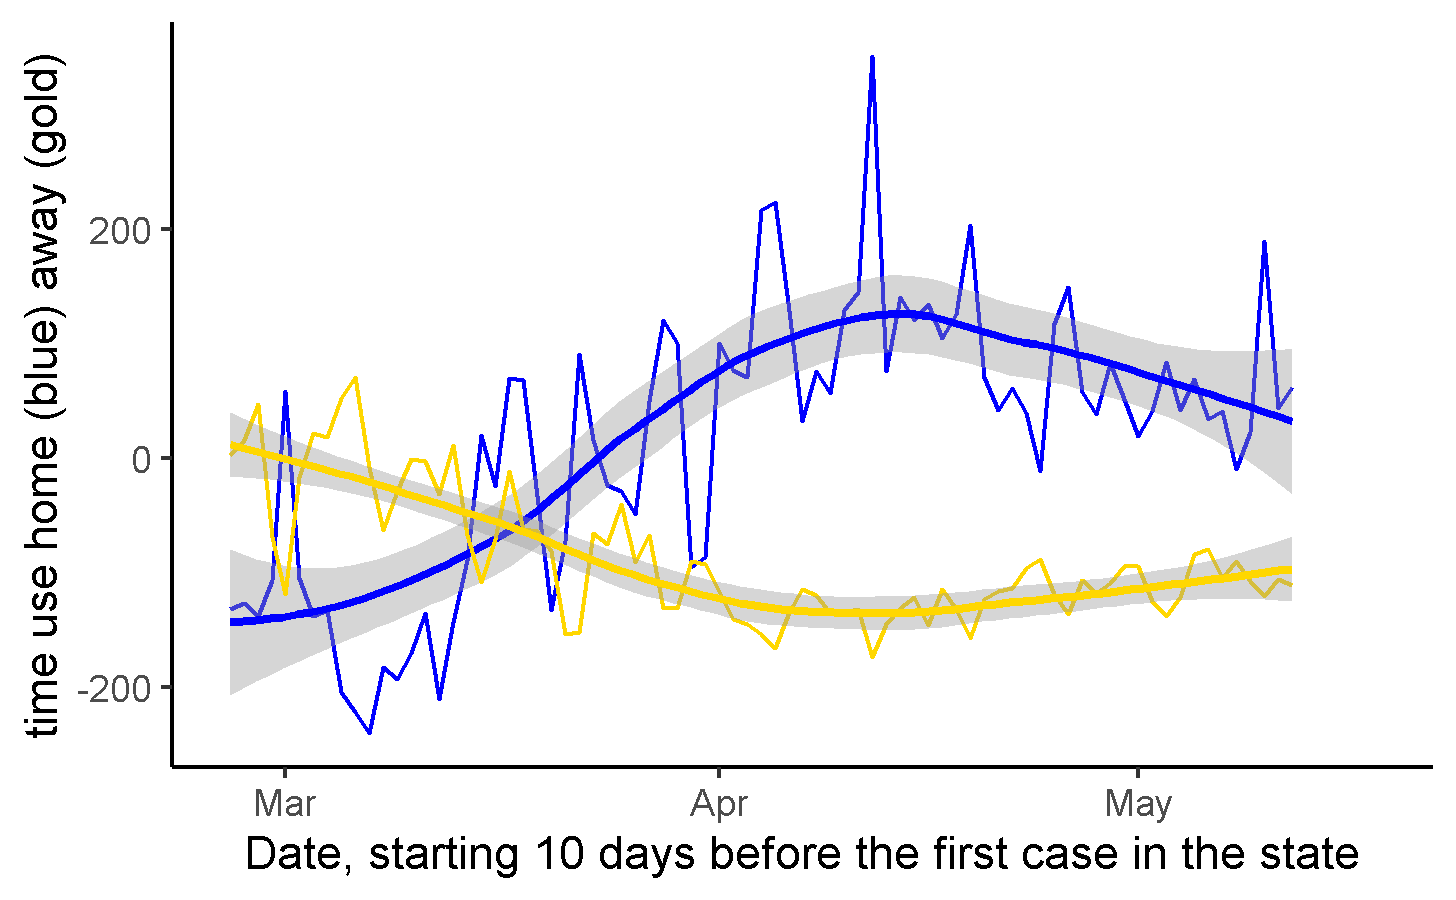 time use home (blue) away (gold)
200
0
-200
Mar
Apr
May
Date, starting 10 days before the first case in the state